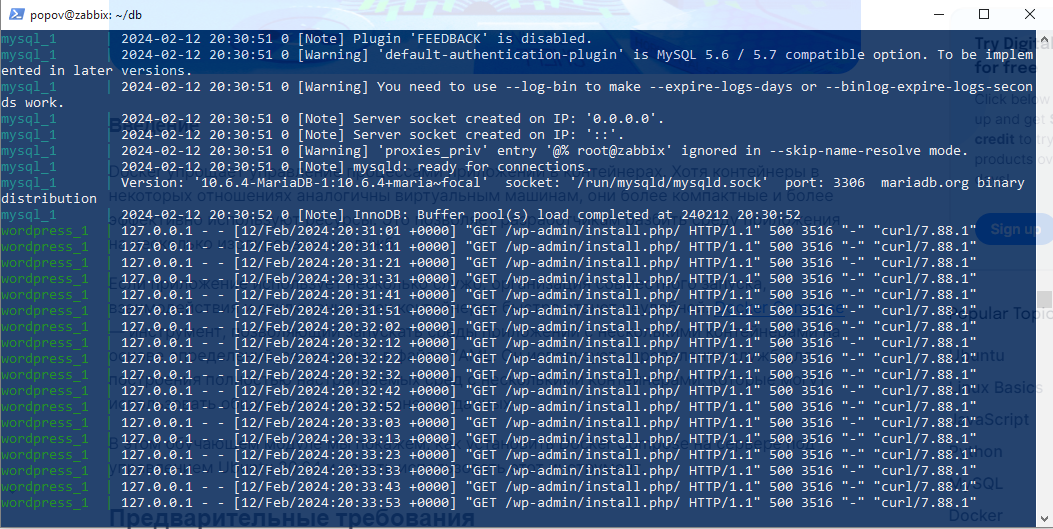 popov@zabbix: ~/db
mysql_1 | 2024-02-12 20:30:51 0 [Note] Plugin 'FEEDBACK' is disabled.
mysql_1 | 2024-02-12 20:30:51 0 [Warning] 'default-authentication-plugin' is MySQL 5.6 / 5.7 compatible option. To be implem
ented in later versions.
mysql_1 | 2024-02-12 20:30:51 0 [Warning] You need to use --log-bin to make --expire-logs-days or --binlog-expire-logs-secon
ds work.
mysql_1 | 2024-02-12 20:30:51 0 [Note] Server socket created on IP: '0.0.0.0'.
mysql_1 | 2024-02-12 20:30:51 0 [Note] Server socket created on IP: '::'.
mysql_1 | 2024-02-12 20:30:51 0 [Warning] 'proxies_priv' entry '@% root@zabbix' ignored in --skip-name-resolve mode.
mysql_1 | 2024-02-12 20:30:51 0 [Note] mysqld: ready for connections.
mysql_1 | Version: '10.6.4-MariaDB-1:10.6.4+maria~focal' socket: '/run/mysqld/mysqld.sock' port: 3306 mariadb.org binary
distribution
mysql_1 | 2024-02-12 20:30:52 0 [Note] InnoDB: Buffer pool(s) load completed at 240212 20:30:52
wordpress_1 | 127.0.0.1 - - [12/Feb/2024:20:31:01 +0000] "GET /wp-admin/install.php/ HTTP/1.1" 500 3516 "-" "curl/7.88.1"
wordpress_1 | 127.0.0.1 - - [12/Feb/2024:20:31:11 +0000] "GET /wp-admin/install.php/ HTTP/1.1" 500 3516 "-" "curl/7.88.1"
wordpress_1 | 127.0.0.1 - - [12/Feb/2024:20:31:21 +0000] "GET /wp-admin/install.php/ HTTP/1.1" 500 3516 "-" "curl/7.88.1"
wordpress_1 | 127.0.0.1 - - [12/Feb/2024:20:31:31 +0000] "GET /wp-admin/install.php/ HTTP/1.1" 500 3516 "-" "curl/7.88.1"
wordpress_1 | 127.0.0.1 - - [12/Feb/2024:20:31:41 +0000] "GET /wp-admin/install.php/ HTTP/1.1" 500 3516 "-" "curl/7.88.1"
wordpress_1 | 127.0.0.1 - - [12/Feb/2024:20:31:51 +0000] "GET /wp-admin/install.php/ HTTP/1.1" 500 3516 "-" "curl/7.88.1"
wordpress_1 | 127.0.0.1 - - [12/Feb/2024:20:32:02 +0000] "GET /wp-admin/install.php/ HTTP/1.1" 500 3516 "-" "curl/7.88.1"
wordpress_1 | 127.0.0.1 - - [12/Feb/2024:20:32:12 +0000] "GET /wp-admin/install.php/ HTTP/1.1" 500 3516 "-" "curl/7.88.1"
wordpress_1 | 127.0.0.1 - - [12/Feb/2024:20:32:22 +0000] "GET /wp-admin/install.php/ HTTP/1.1" 500 3516 "-" "curl/7.88.1"
wordpress_1 | 127.0.0.1 - - [12/Feb/2024:20:32:32 +0000] "GET /wp-admin/install.php/ HTTP/1.1" 500 3516 "-" "curl/7.88.1"
wordpress_1 | 127.0.0.1 - - [12/Feb/2024:20:32:42 +0000] "GET /wp-admin/install.php/ HTTP/1.1" 500 3516 "-" "curl/7.88.1"
wordpress_1 | 127.0.0.1 - - [12/Feb/2024:20:32:52 +0000] "GET /wp-admin/install.php/ HTTP/1.1" 500 3516 "-" "curl/7.88.1"
wordpress_1 | 127.0.0.1 - - [12/Feb/2024:20:33:03 +0000] "GET /wp-admin/install.php/ HTTP/1.1" 500 3516 "-" "curl/7.88.1"
wordpress_1 | 127.0.0.1 - - [12/Feb/2024:20:33:13 +0000] "GET /wp-admin/install.php/ HTTP/1.1" 500 3516 "-" "curl/7.88.1"
wordpress_1 | 127.0.0.1 - - [12/Feb/2024:20:33:23 +0000] "GET /wp-admin/install.php/ HTTP/1.1" 500 3516 "-" "curl/7.88.1"
wordpress_1 | 127.0.0.1 - - [12/Feb/2024:20:33:33 +0000] "GET /wp-admin/install.php/ HTTP/1.1" 500 3516 "-" "curl/7.88.1"
wordpress_1 | 127.0.0.1 - - [12/Feb/2024:20:33:43 +0000] "GET /wp-admin/install.php/ HTTP/1.1" 500 3516 "-" "curl/7.88.1"
wordpress_1 | 127.0.0.1 - - [12/Feb/2024:20:33:53 +0000] "GET /wp-admin/install.php/ HTTP/1.1" 500 3516 "-" "curl/7.88.1"
Предварительные требования
Try Digital
for free
Click below
up and get
credit to try
products ov
Sign up
Popular Topic
Ubuntu
Linux Basics
JavaScript
Python
MySQL
Docker